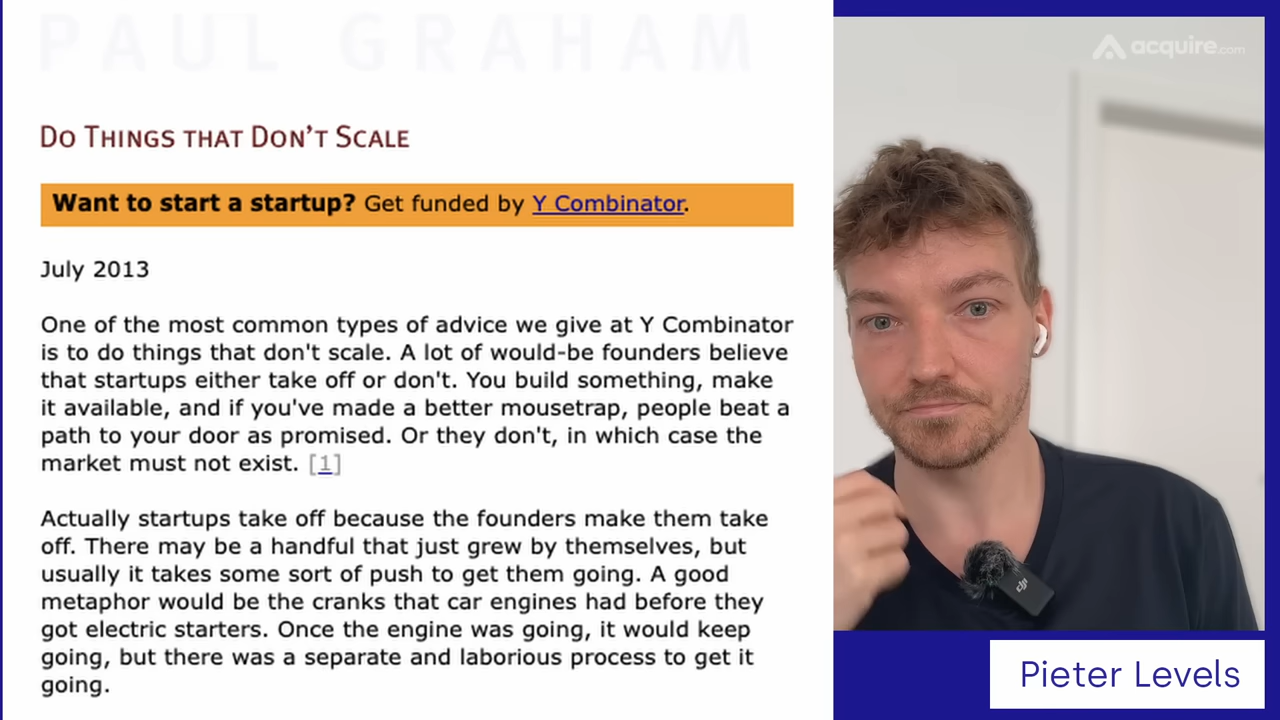 PAUL GRAHAM
DO THINGS THAT DON'T SCALE
Want to start a startup? Get funded by Y Combinator.
July 2013
One of the most common types of advice we give at Y Combinator
is to do things that don't scale. A lot of would-be founders believe
that startups either take off or don't. You build something, make
it available, and if you've made a better mousetrap, people beat a
path to your door as promised. Or they don't, in which case the
market must not exist. [1]
Actually startups take off because the founders make them take
off. There may be a handful that just grew by themselves, but
usually it takes some sort of push to get them going. A good
metaphor would be the cranks that car engines had before they
got electric starters. Once the engine was going, it would keep
going, but there was a separate and laborious process to get it
going.
acquire.com
dji
Pieter Levels